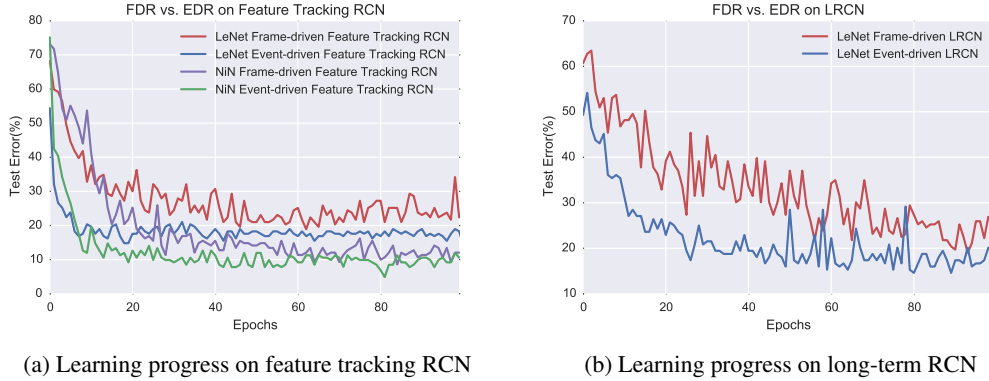 FDR vs. EDR on Feature Tracking RCN
80
70
60
50
40
30
20
10
0
Test Error(%)
LeNet Frame-driven Feature Tracking RCN
LeNet Event-driven Feature Tracking RCN
NiN Frame-driven Feature Tracking RCN
NiN Event-driven Feature Tracking RCN
0 20 40 60 80
Epochs
(a) Learning progress on feature tracking RCN
FDR vs. EDR on LRCN
70
60
50
40
30
20
10
Test Error(%)
LeNet Frame-driven LRCN
LeNet Event-driven LRCN
0 20 40 60 80
Epochs
(b) Learning progress on long-term RCN